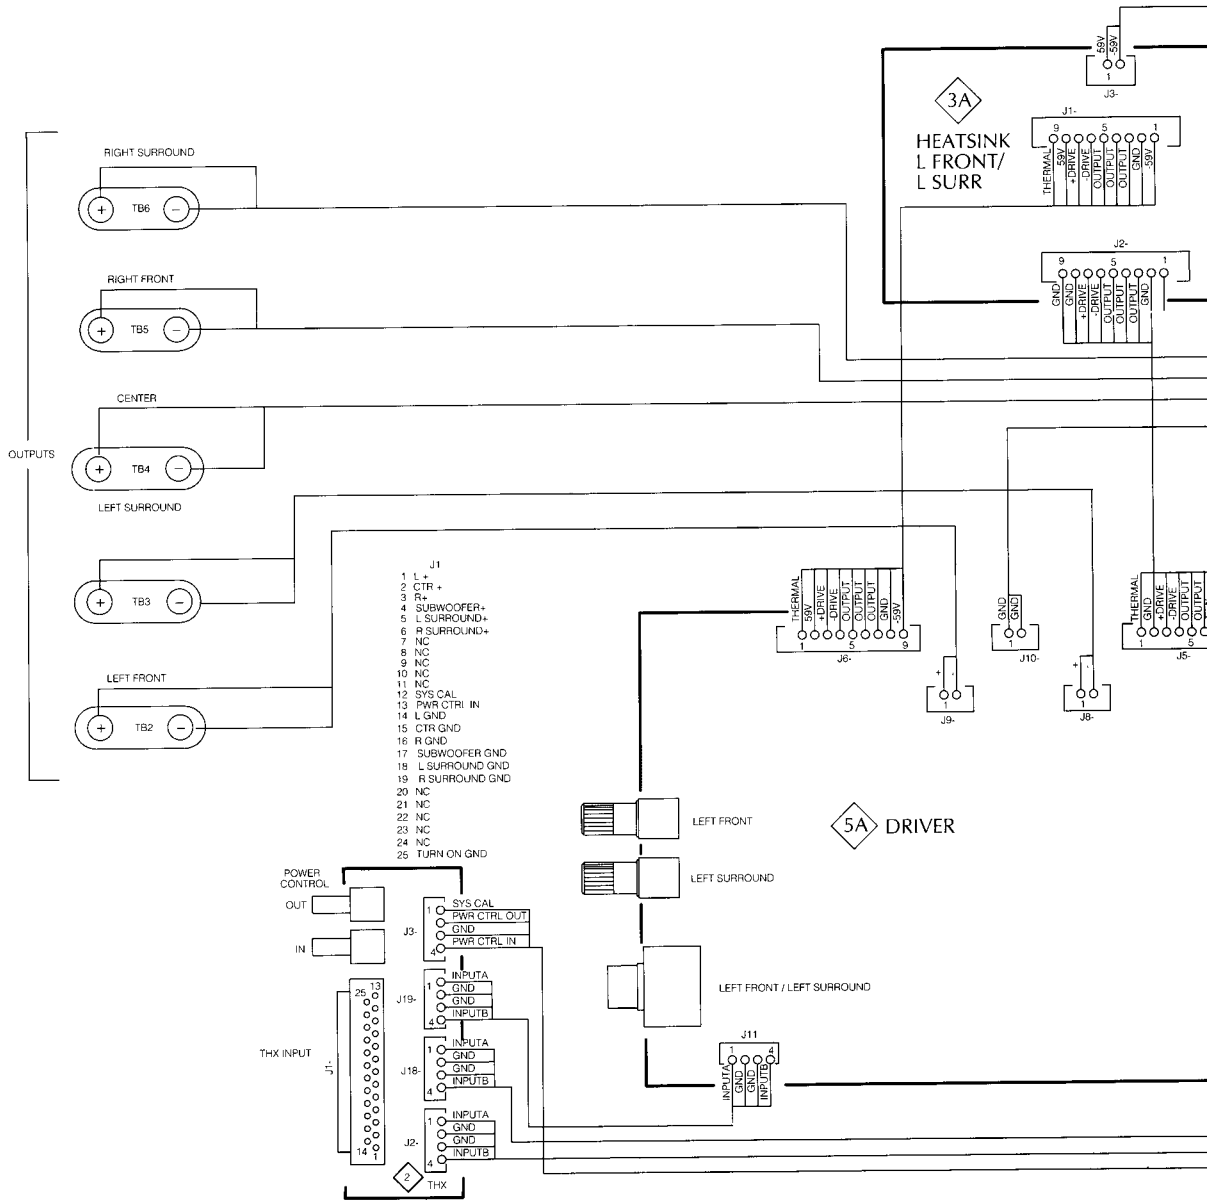 59V
-59V
1
J3-
3A
HEATSINK
L FRONT/
L SURR
J1-
9 5 1
THERMAL
59V
+DRIVE
-DRIVE
OUTPUT
OUTPUT
OUTPUT
GND
-59V
J2-
9 5 1
GND
GND
+DRIVE
-DRIVE
OUTPUT
OUTPUT
OUTPUT
GND
OUTPUTS
RIGHT SURROUND
+ TB6 −
RIGHT FRONT
+ TB5 −
CENTER
+ TB4 −
LEFT SURROUND
+ TB3 −
LEFT FRONT
+ TB2 −
J1
1 L +
2 CTR +
3 R+
4 SUBWOOFER+
5 L SURROUND+
6 R SURROUND+
7 NC
8 NC
9 NC
10 NC
11 NC
12 SYS CAL
13 PWR CTRL IN
14 L GND
15 CTR GND
16 R GND
17 SUBWOOFER GND
18 L SURROUND GND
19 R SURROUND GND
20 NC
21 NC
22 NC
23 NC
24 NC
25 TURN ON GND
THERMAL
59V
+DRIVE
-DRIVE
OUTPUT
OUTPUT
OUTPUT
GND
-59V
1 5 9
J6-
+ -
1
J9-
GND
GND
1
J10-
+ -
1
J8-
THERMAL
GND
+DRIVE
-DRIVE
OUTPUT
OUTPUT
1 5
J5-
LEFT FRONT
LEFT SURROUND
5A DRIVER
LEFT FRONT / LEFT SURROUND
J11
1 4
INPUTA
GND
GND
INPUTB
POWER
CONTROL
OUT
IN
J3-
1 SYS CAL
PWR CTRL OUT
GND
4 PWR CTRL IN
J19-
1 INPUTA
GND
GND
4 INPUTB
J18-
1 INPUTA
GND
GND
4 INPUTB
J2-
1 INPUTA
GND
GND
4 INPUTB
THX INPUT
J1-
25 13
14 1
2
THX